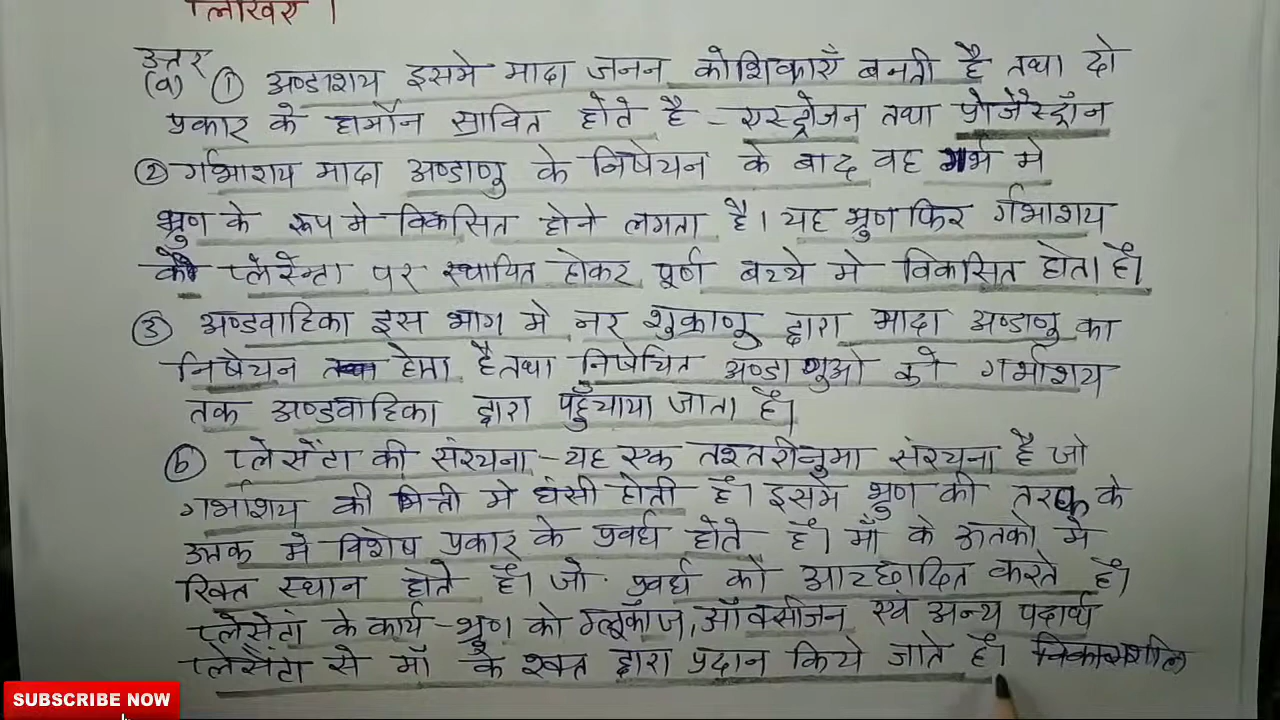 लिखिए ।
उत्तर
(a) ① अण्डाशय इसमे मादा जनन कोशिकाएँ बनती है तथा दो
प्रकार के हार्मोन स्रावित होते है – एस्ट्रोजन तथा प्रोजेस्ट्रॉन
② गर्भाशय मादा अण्डाणु के निषेचन के बाद वह गर्भ मे
भ्रुण के रूप मे विकसित होने लगता है। यह भ्रुण फिर गर्भाशय
के प्लेसेन्टा पर स्थापित होकर पूर्ण बच्चे मे विकसित होता है।
③ अण्डवाहिका इस भाग मे नर शुक्राणु द्वारा मादा अण्डाणु का
निषेचन होता है तथा निषेचित अण्डाणुओ को गर्भाशय
तक अण्डवाहिका द्वारा पहुँचाया जाता है।
(b) प्लेसेंटा की संरचना – यह एक तश्तरीनुमा संरचना है जो
गर्भाशय की भित्ती मे धंसी होती है। इसमे भ्रुण की तरफ के
उत्तक मे विशेष प्रकार के प्रवर्ध होते है। माँ के ऊतको मे
रिक्त स्थान होते है। जो प्रवर्ध को आच्छादित करते है।
प्लेसेंटा के कार्य – भ्रुण को ग्लूकॉज, ऑक्सीजन एवं अन्य पदार्थ
प्लेसेंटा से माँ के रक्त द्वारा प्रदान किये जाते है। विकासशील
SUBSCRIBE NOW